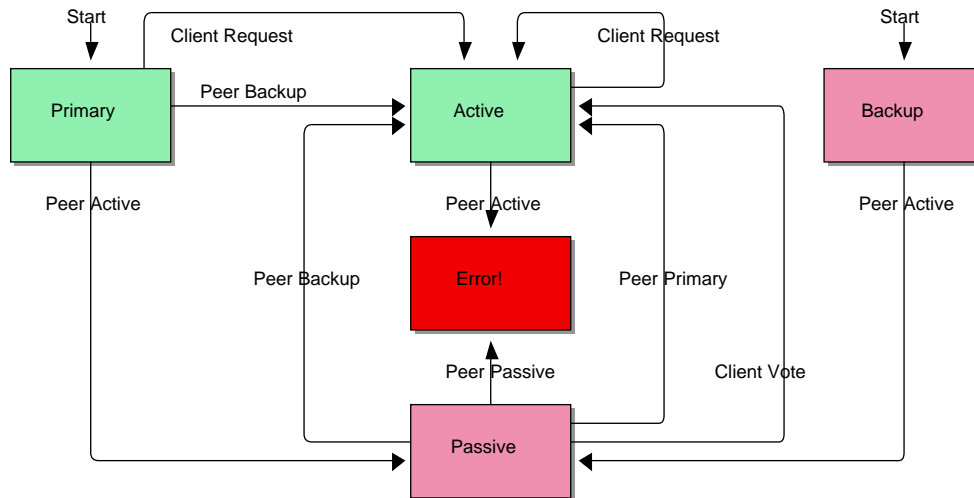 Start
Start
Client Request
Client Request
Peer Backup
Primary
Active
Backup
Peer Active
Peer Active
Peer Active
Peer Backup
Error!
Peer Primary
Peer Passive
Client Vote
Passive